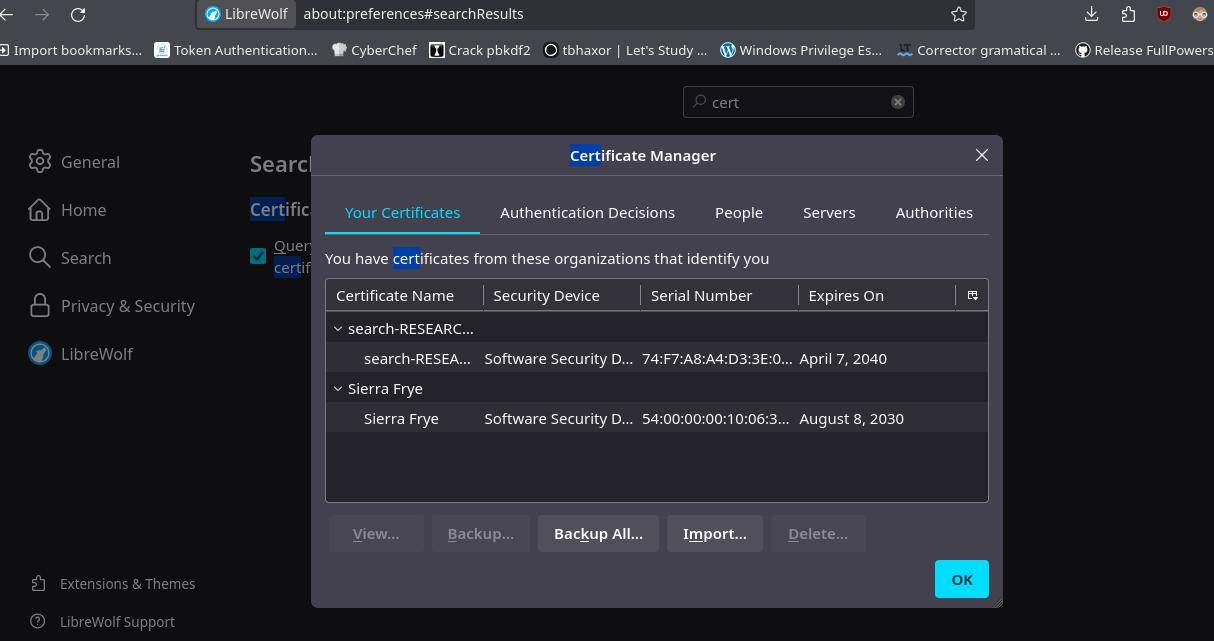 LibreWolf about:preferences#searchResults
Import bookmarks... Token Authentication... CyberChef Crack pbkdf2 tbhaxor | Let's Study ... Windows Privilege Es... Corrector gramatical ... Release FullPowers
cert
Certificate Manager
General
Home
Search
Privacy & Security
LibreWolf
Extensions & Themes
LibreWolf Support
Your Certificates Authentication Decisions People Servers Authorities
You have certificates from these organizations that identify you
Certificate Name Security Device Serial Number Expires On
search-RESEARC...
search-RESEA... Software Security D... 74:F7:A8:A4:D3:3E:0... April 7, 2040
Sierra Frye
Sierra Frye Software Security D... 54:00:00:00:10:06:3... August 8, 2030
View... Backup... Backup All... Import... Delete...
OK